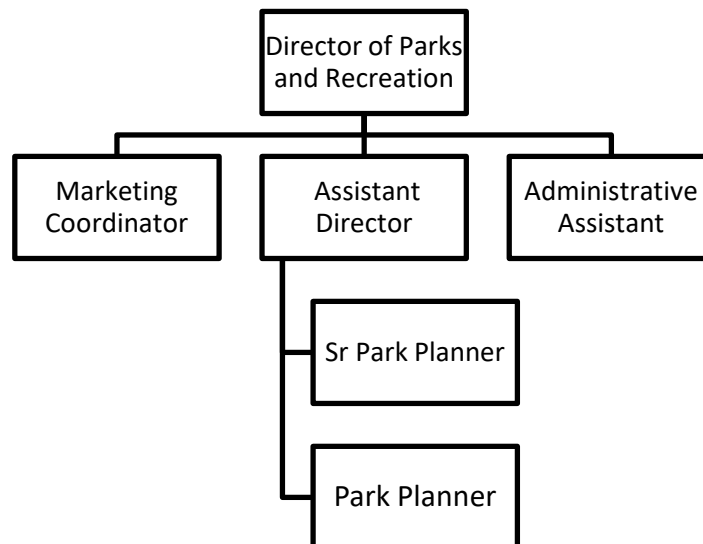 Director of Parks
and Recreation
Marketing
Coordinator
Assistant
Director
Administrative
Assistant
Sr Park Planner
Park Planner